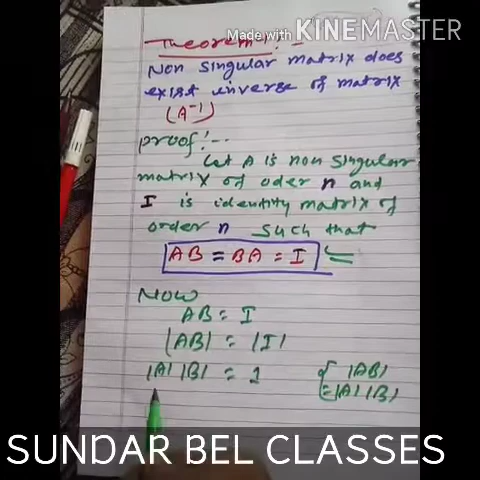 Made with KINEMASTER
Theorem:-
Non singular matrix does
exist inverse of matrix
(A⁻¹)
proof:--
Let A is non singular
matrix of oder n and
I is identity matrix of
order n such that
AB = BA = I
Now
AB = I
|AB| = |I|
|A| |B| = 1
{ |AB|
= |A| |B| }
SUNDAR BEL CLASSES